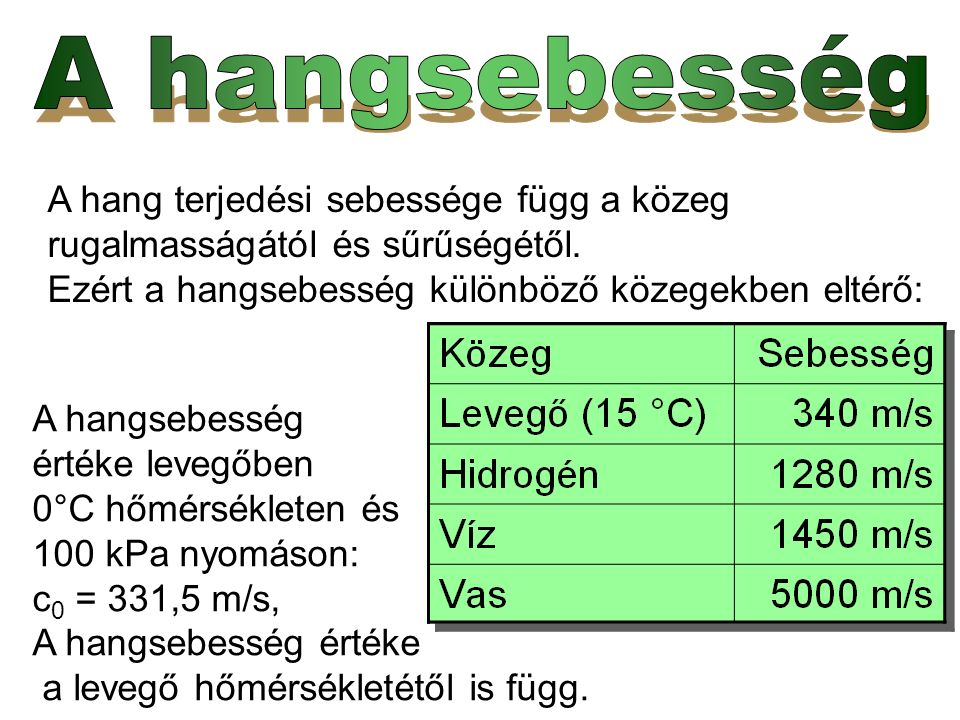 A hangsebesség
A hang terjedési sebessége függ a közeg
rugalmasságától és sűrűségétől.
Ezért a hangsebesség különböző közegekben eltérő:
Közeg Sebesség
Levegő (15 °C) 340 m/s
Hidrogén 1280 m/s
Víz 1450 m/s
Vas 5000 m/s
A hangsebesség
értéke levegőben
0°C hőmérsékleten és
100 kPa nyomáson:
c₀ = 331,5 m/s,
A hangsebesség értéke
a levegő hőmérsékletétől is függ.